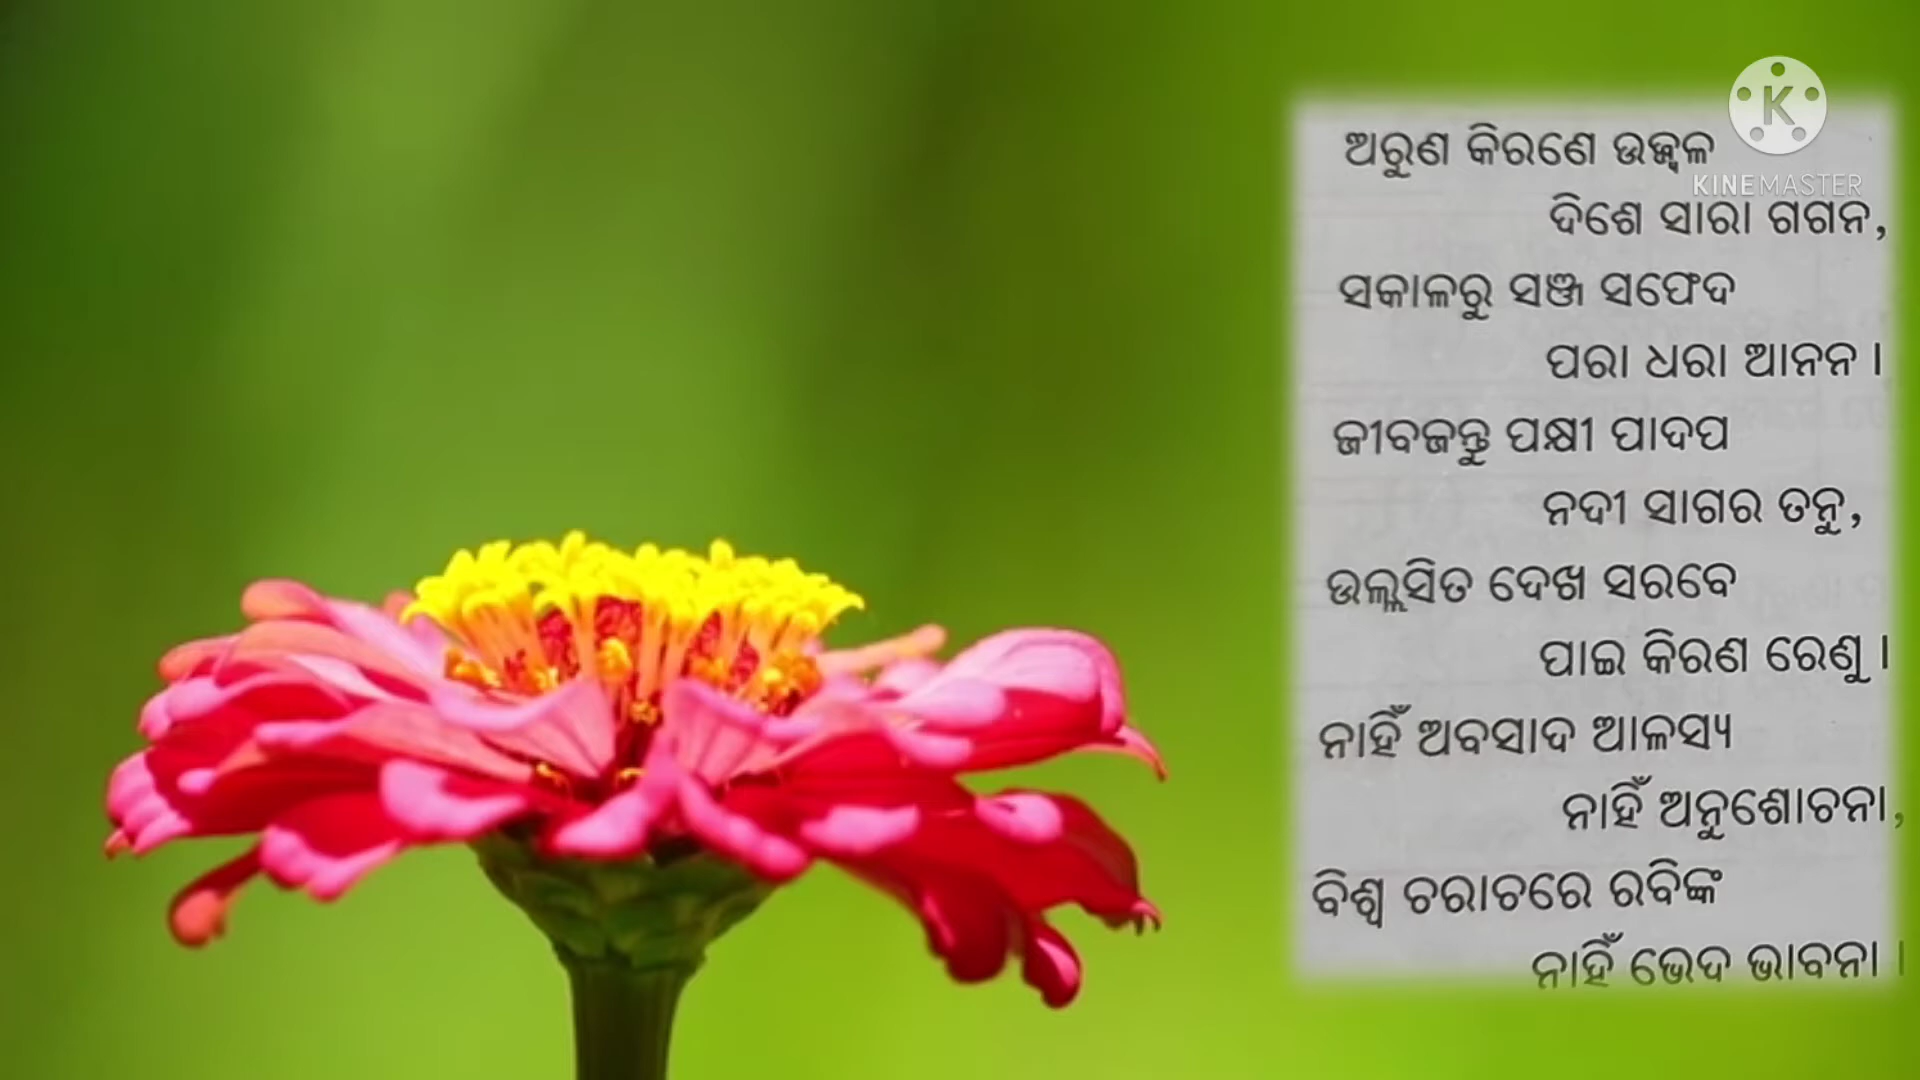 KINEMASTER
ଅରୁଣ କିରଣେ ଉଜ୍ଜ୍ୱଳ
ଦିଶେ ସାରା ଗଗନ,
ସକାଳରୁ ସଞ୍ଜ ସଫେଦ
ପରା ଧରା ଆନନ ।
ଜୀବଜନ୍ତୁ ପକ୍ଷୀ ପାଦପ
ନଦୀ ସାଗର ତନୁ,
ଉଲ୍ଲସିତ ଦେଖ ସରବେ
ପାଇ କିରଣ ରେଣୁ ।
ନାହିଁ ଅବସାଦ ଆଳସ୍ୟ
ନାହିଁ ଅନୁଶୋଚନା,
ବିଶ୍ୱ ଚରାଚରେ ରବିଙ୍କ
ନାହିଁ ଭେଦ ଭାବନା ।